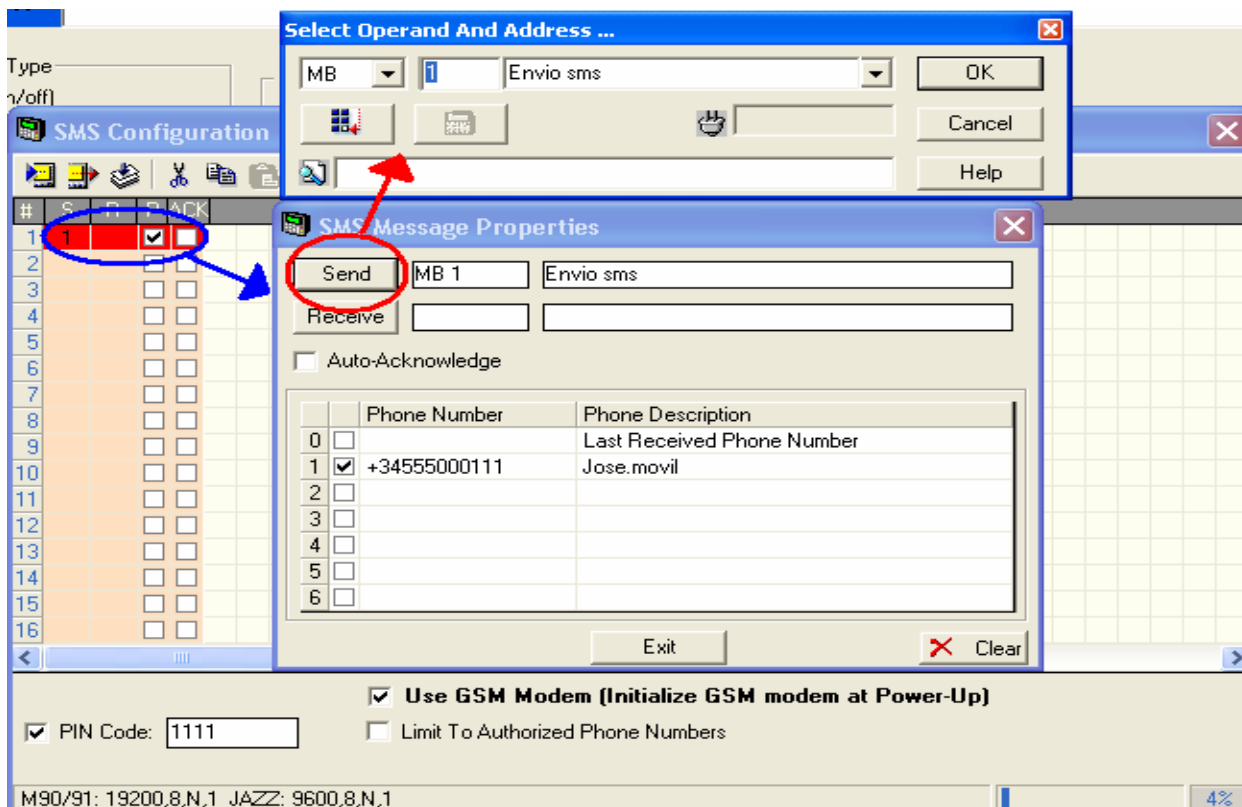 Select Operand And Address ...
MB 1 Envio sms OK
Cancel
Help
Type
n/off)
SMS Configuration
# S R P ACK
1 1
2
3
4
5
6
7
8
9
10
11
12
13
14
15
16
SMS Message Properties
Send MB 1 Envio sms
Receive
Auto-Acknowledge
Phone Number Phone Description
0 Last Received Phone Number
1 +34555000111 Jose.movil
2
3
4
5
6
Exit Clear
Use GSM Modem (Initialize GSM modem at Power-Up)
PIN Code: 1111 Limit To Authorized Phone Numbers
M90/91: 19200,8,N,1 JAZZ: 9600,8,N,1 4%